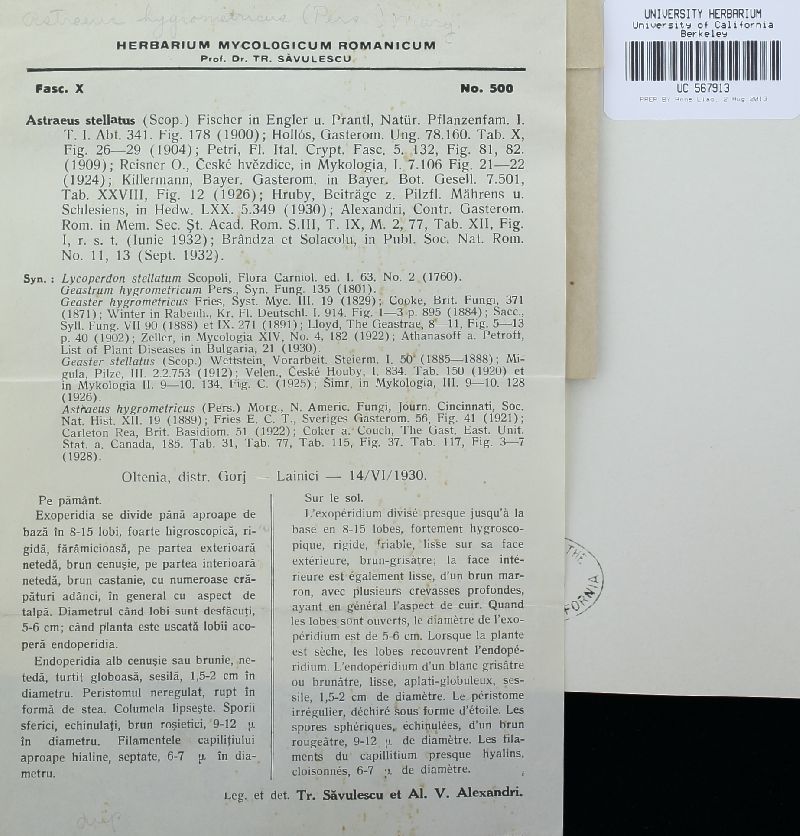 Astraeus hygrometricus (Pers.) Morg.
HERBARIUM MYCOLOGICUM ROMANICUM
Prof. Dr. TR. SĂVULESCU
Fasc. X No. 500
Astraeus stellatus (Scop.) Fischer in Engler u. Prantl, Natür. Pflanzenfam. I.
T. I. Abt. 341. Fig. 178 (1900); Hollós, Gasterom. Ung. 78.160. Tab. X,
Fig. 26—29 (1904); Petri, Fl. Ital. Crypt. Fasc. 5. 132, Fig. 81, 82.
(1909); Reisner O., České hvězdice, in Mykologia, I. 7.106 Fig. 21—22
(1924); Killermann, Bayer. Gasterom. in Bayer. Bot. Gesell. 7.501,
Tab. XXVIII, Fig. 12 (1926); Hruby, Beiträge z. Pilzfl. Mährens u.
Schlesiens, in Hedw. LXX. 5.349 (1930); Alexandri, Contr. Gasterom.
Rom. in Mem. Sec. Şt. Acad. Rom. S.III, T. IX, M. 2, 77, Tab. XII, Fig.
I, r. s. t. (Iunie 1932); Brândza et Solacolu, in Publ. Soc. Nat. Rom.
No. 11, 13 (Sept. 1932).
Syn.: Lycoperdon stellatum Scopoli, Flora Carniol. ed. I. 63. No. 2 (1760).
Geastrum hygrometricum Pers., Syn. Fung. 135 (1801).
Geaster hygrometricus Fries, Syst. Myc. III. 19 (1829); Cooke, Brit. Fungi, 371
(1871); Winter in Rabenh., Kr. Fl. Deutschl. I. 914. Fig. 1—3 p. 895 (1884); Sacc.,
Syll. Fung. VII 90 (1888) et IX. 271 (1891); Lloyd, The Geastrae, 8—11, Fig. 5—13
p. 40 (1902); Zeller, in Mycologia XIV, No. 4, 182 (1922); Athanasoff a. Petroff,
List of Plant Diseases in Bulgaria, 21 (1930).
Geaster stellatus (Scop.) Wettstein, Vorarbeit. Steierm. I. 50 (1885—1888); Mi-
gula, Pilze, III. 2.2.753 (1912); Velen., České Houby, I. 834. Tab. 150 (1920) et
in Mykologia II. 9—10. 134. Fig. C. (1925); Šimr, in Mykologia, III. 9—10. 128
(1926).
Astraeus hygrometricus (Pers.) Morg., N. Americ. Fungi, Journ. Cincinnati, Soc.
Nat. Hist. XII. 19 (1889); Fries E. C. T., Sveriges Gasterom. 56, Fig. 41 (1921);
Carleton Rea, Brit. Basidiom. 51 (1922); Coker a. Couch, The Gast. East. Unit.
Stat. a. Canada, 185. Tab. 31, Tab. 77, Tab. 115, Fig. 37. Tab. 117, Fig. 3—7
(1928).
Oltenia, distr. Gorj — Lainici — 14/VI/1930.
Pe pământ.
Exoperidia se divide până aproape de
bază în 8-15 lobi, foarte higroscopică, ri-
gidă, fărâmicioasă, pe partea exterioară
netedă, brun cenuşie, pe partea interioară
netedă, brun castanie, cu numeroase cră-
pături adânci, în general cu aspect de
talpă. Diametrul când lobi sunt desfăcuţi,
5-6 cm; când planta este uscată lobii aco-
peră endoperidia.
Endoperidia alb cenuşie sau brunie, ne-
tedă, turtit globoasă, sesilă, 1,5-2 cm în
diametru. Peristomul neregulat, rupt în
formă de stea. Columela lipseşte. Sporii
sferici, echinulaţi, brun roşietici, 9-12 μ
în diametru. Filamentele capiliţiului
aproape hialine, septate, 6-7 μ în dia-
metru.
Sur le sol.
L'exopéridium divisé presque jusqu'à la
base en 8-15 lobes, fortement hygrosco-
pique, rigide, friable, lisse sur sa face
extérieure, brun-grisâtre; la face inté-
rieure est également lisse, d'un brun mar-
ron, avec plusieurs crevasses profondes,
ayant en général l'aspect de cuir. Quand
les lobes sont ouverts, le diamètre de l'exo-
péridium est de 5-6 cm. Lorsque la plante
est sèche, les lobes recouvrent l'endopé-
ridium. L'endopéridium d'un blanc grisâtre
ou brunâtre, lisse, aplati-globuleux, ses-
sile, 1,5-2 cm de diamètre. Le péristome
irrégulier, déchiré sous forme d'étoile. Les
spores sphériques, échinulées, d'un brun
rougeâtre, 9-12 μ de diamètre. Les fila-
ments du capillitium presque hyalins,
cloisonnés, 6-7 μ de diamètre.
Leg. et det. Tr. Săvulescu et Al. V. Alexandri.
dup
UNIVERSITY HERBARIUM
University of California
Berkeley
UC 567913
PREP BY Anne Liao, 2 Aug 2013
THE
FORNIA